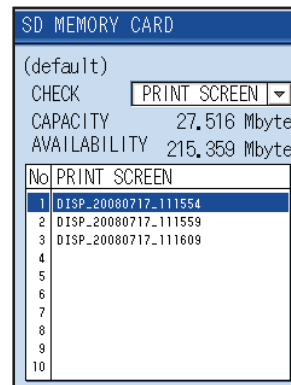 SD MEMORY CARD
(default)
CHECK PRINT SCREEN
CAPACITY 27.516 Mbyte
AVAILABILITY 215.359 Mbyte
No PRINT SCREEN
1 DISP_20080717_111554
2 DISP_20080717_111559
3 DISP_20080717_111609
4
5
6
7
8
9
10